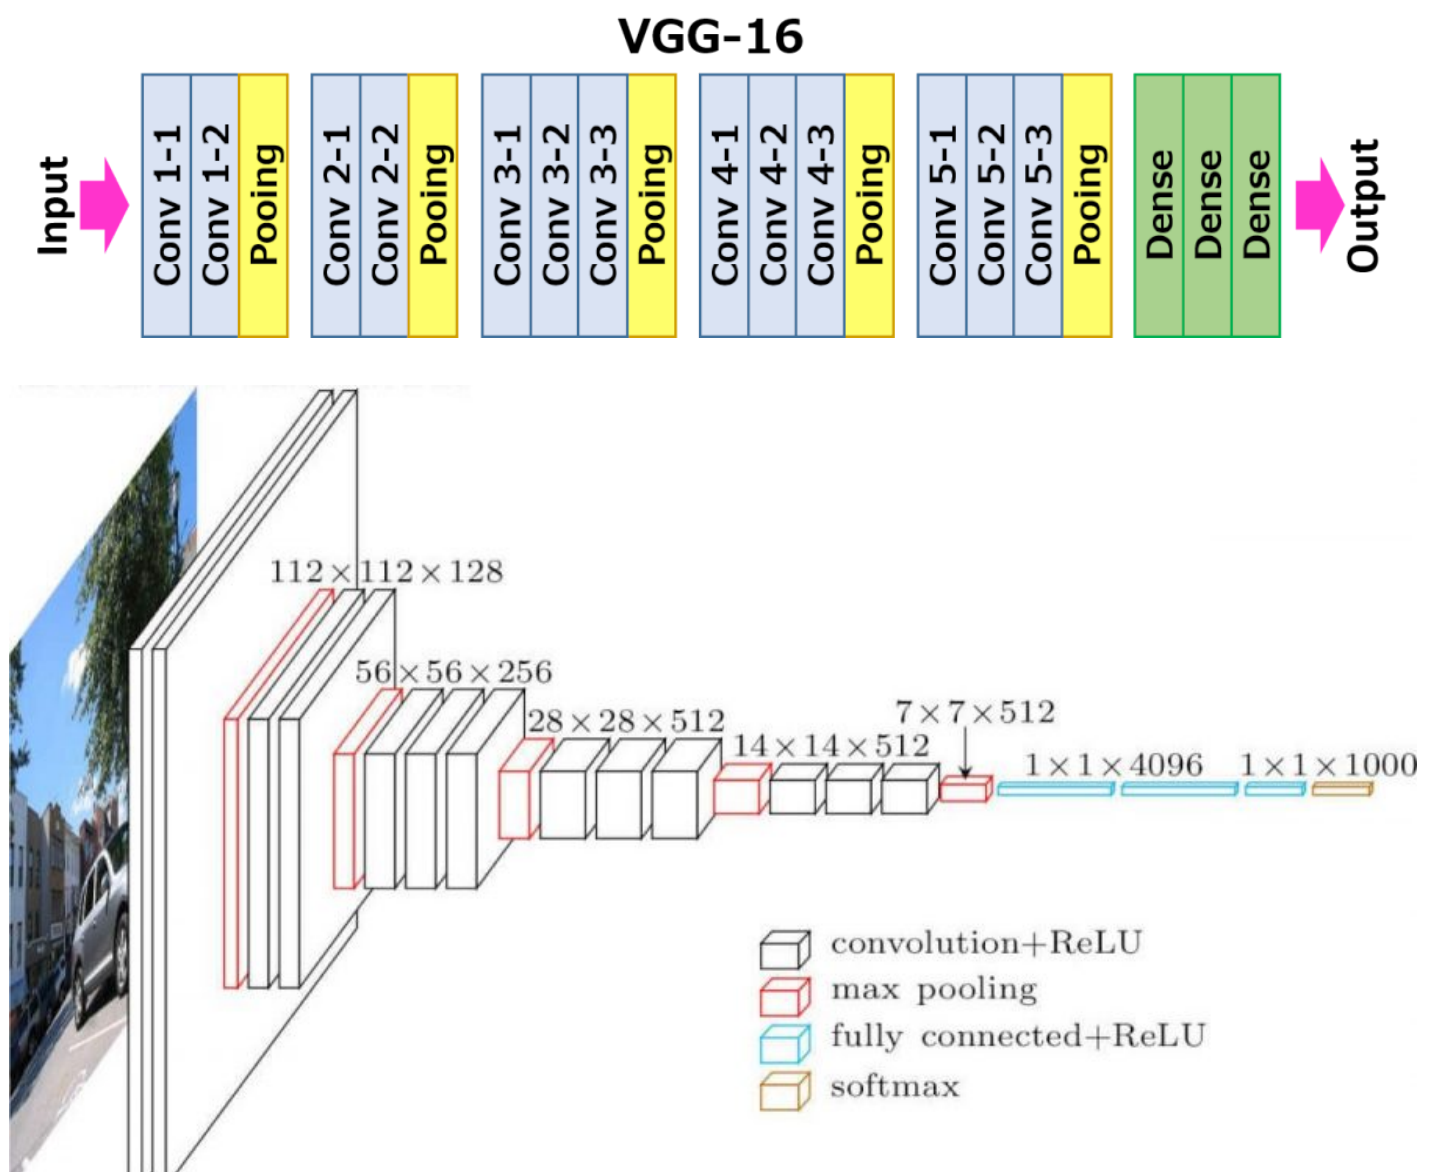 VGG-16
Input
Conv 1-1
Conv 1-2
Pooing
Conv 2-1
Conv 2-2
Pooing
Conv 3-1
Conv 3-2
Conv 3-3
Pooing
Conv 4-1
Conv 4-2
Conv 4-3
Pooing
Conv 5-1
Conv 5-2
Conv 5-3
Pooing
Dense
Dense
Dense
Output
112×112×128
56×56×256
28×28×512
14×14×512
7×7×512
1×1×4096
1×1×1000
convolution+ReLU
max pooling
fully connected+ReLU
softmax